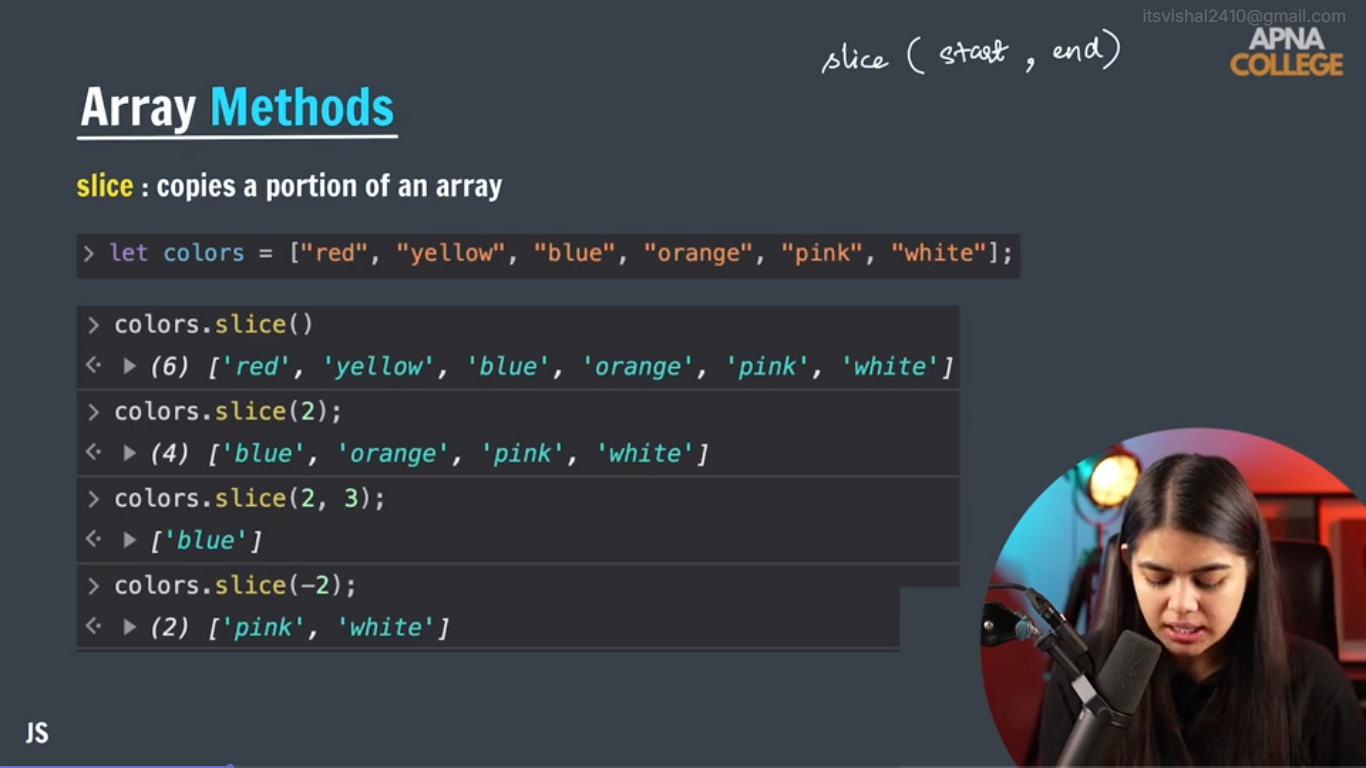 itsvishal2410@gmail.com
slice ( start , end)
APNA
COLLEGE
Array Methods
slice : copies a portion of an array
> let colors = ["red", "yellow", "blue", "orange", "pink", "white"];
> colors.slice()
(6) ['red', 'yellow', 'blue', 'orange', 'pink', 'white']
> colors.slice(2);
(4) ['blue', 'orange', 'pink', 'white']
> colors.slice(2, 3);
['blue']
> colors.slice(−2);
(2) ['pink', 'white']
JS